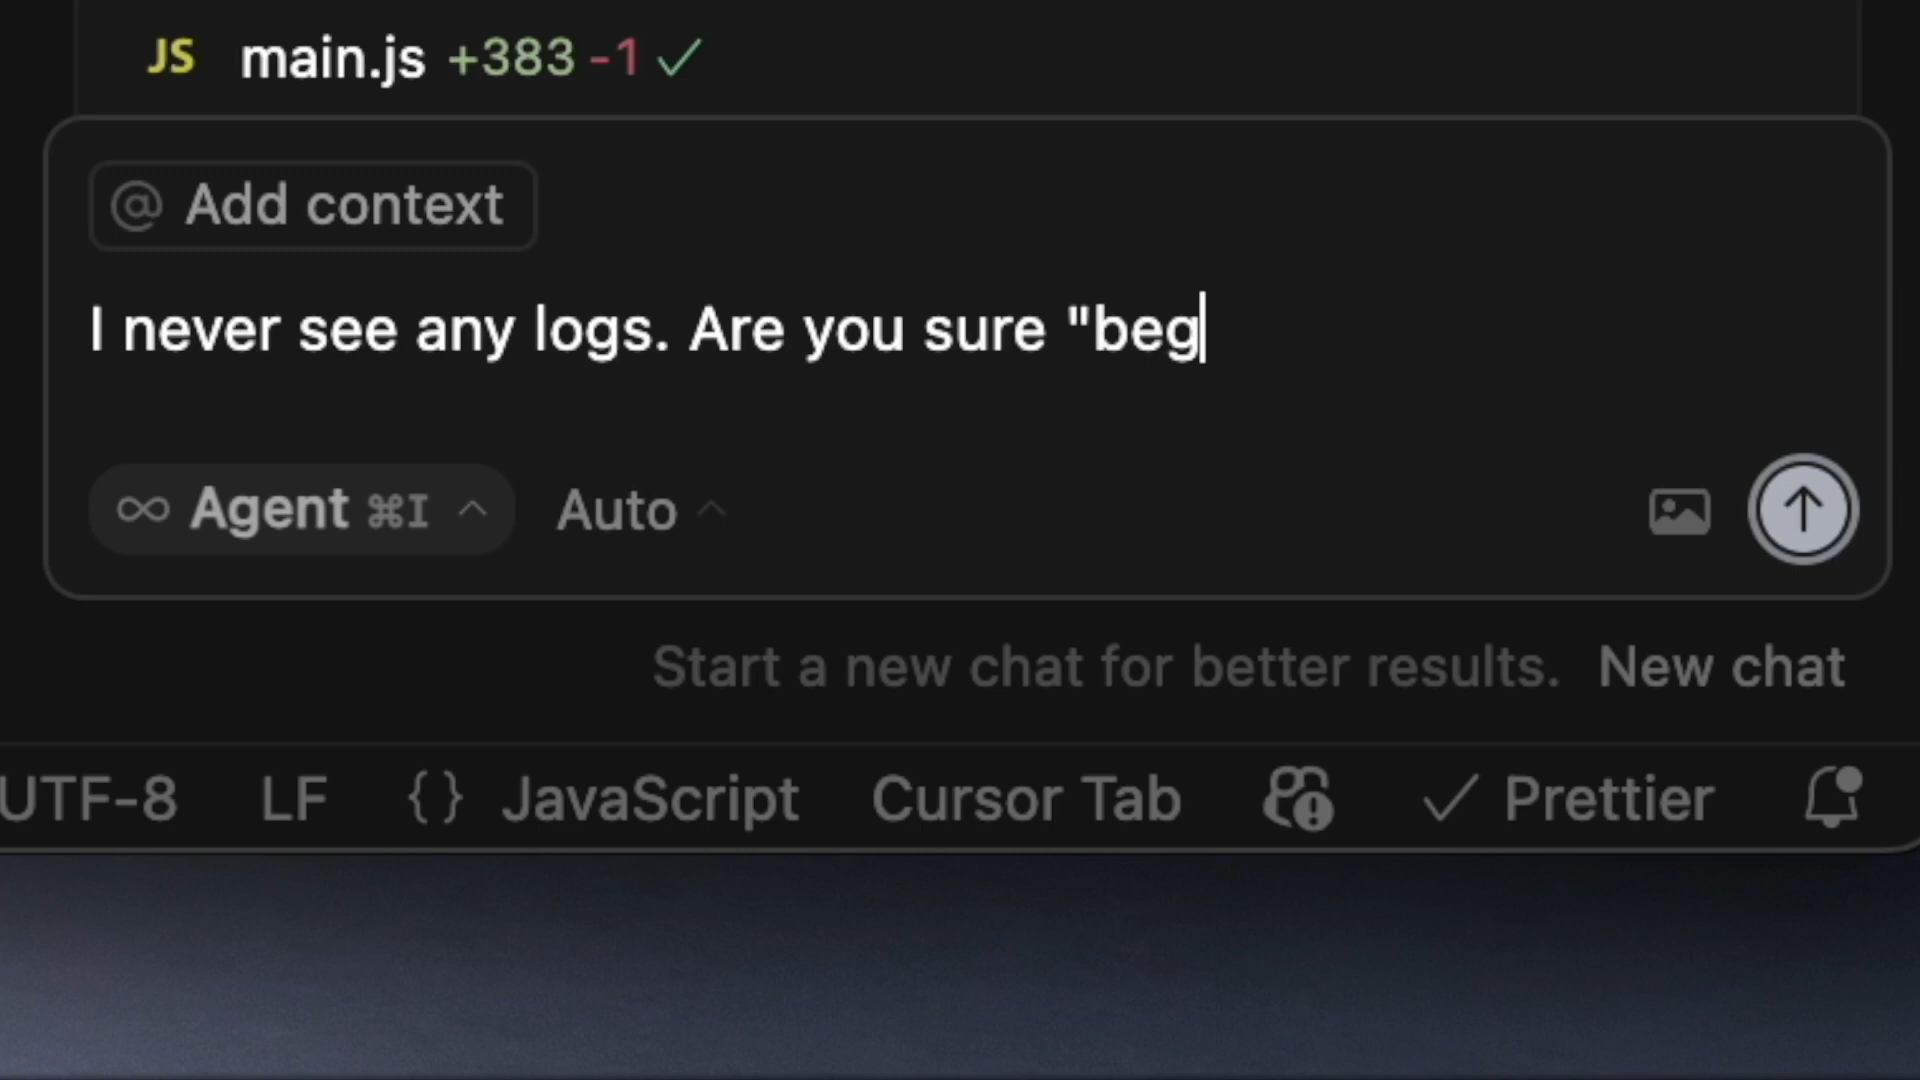 JS main.js +383 -1
@ Add context
I never see any logs. Are you sure "beg
Agent ⌘I Auto
Start a new chat for better results. New chat
UTF-8 LF {} JavaScript Cursor Tab Prettier